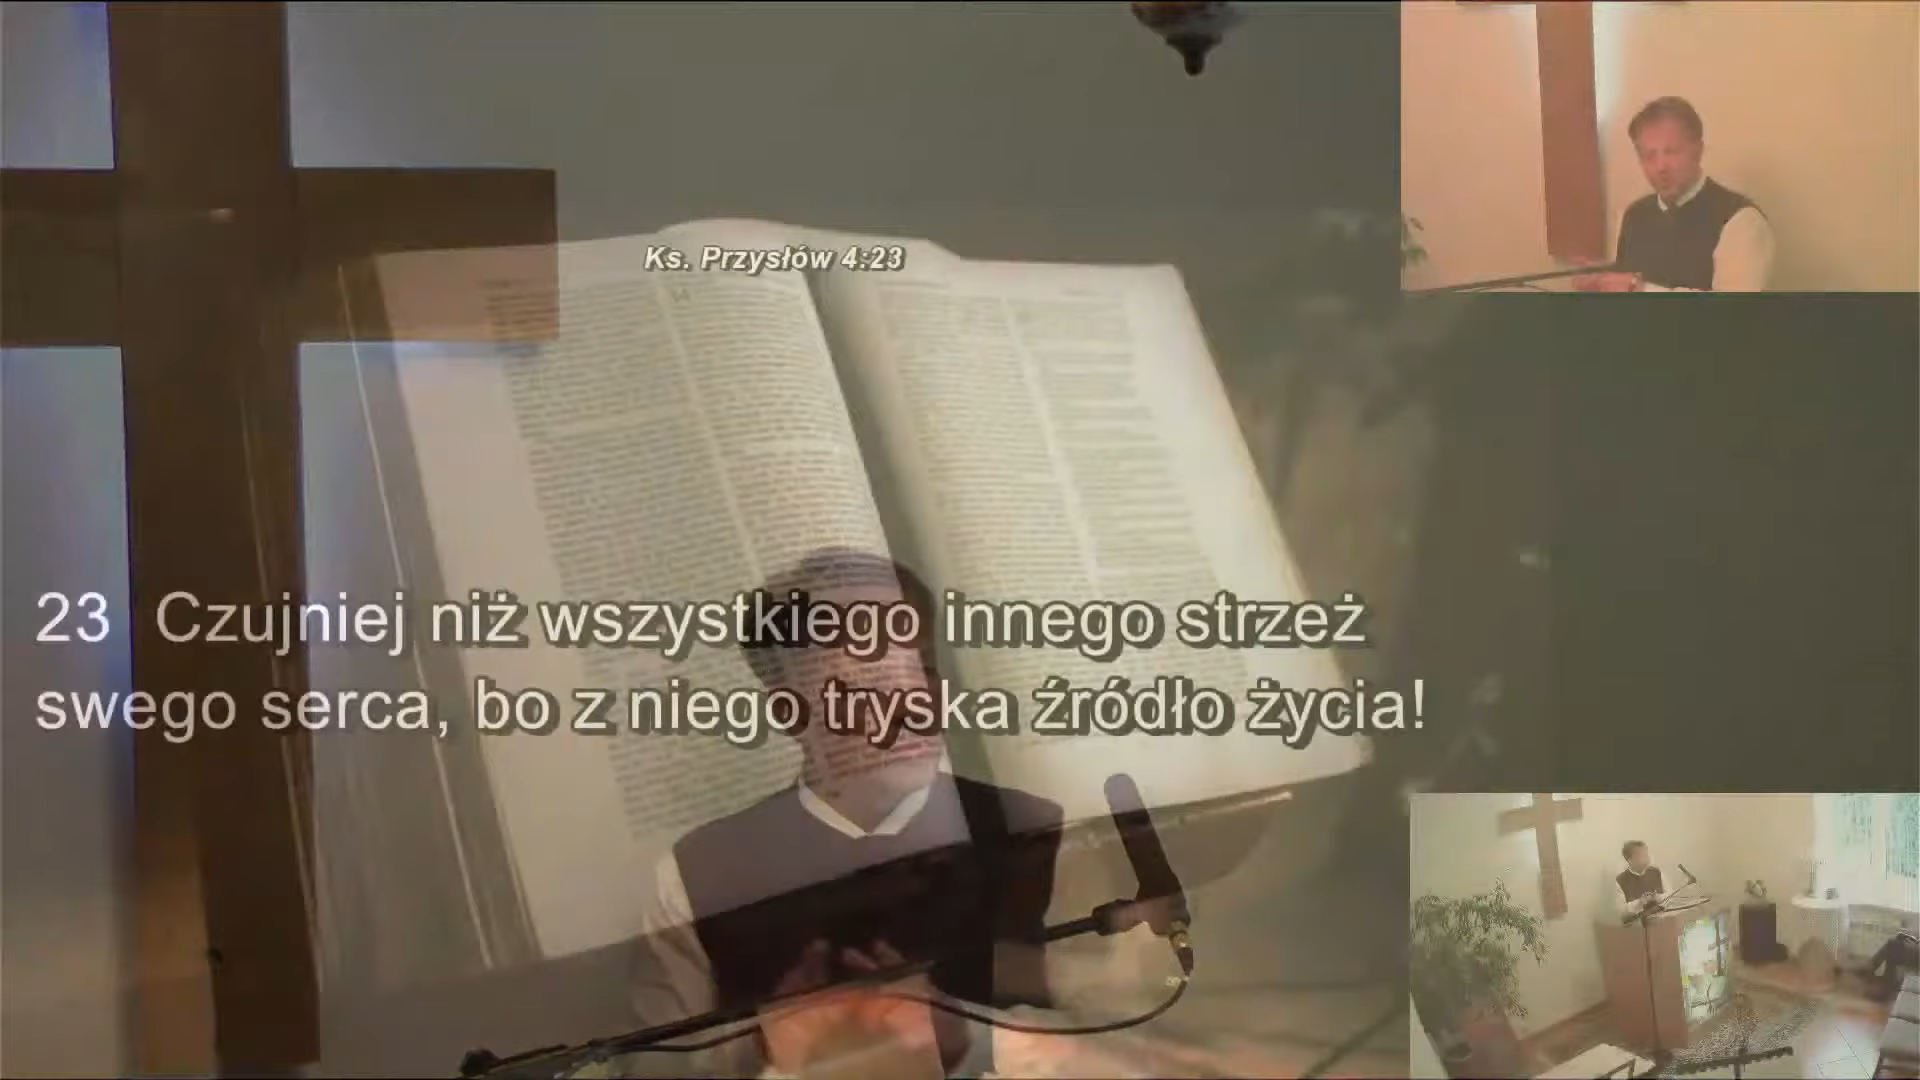 Ks. Przysłów 4:23
23 Czujniej niż wszystkiego innego strzeż
swego serca, bo z niego tryska źródło życia!